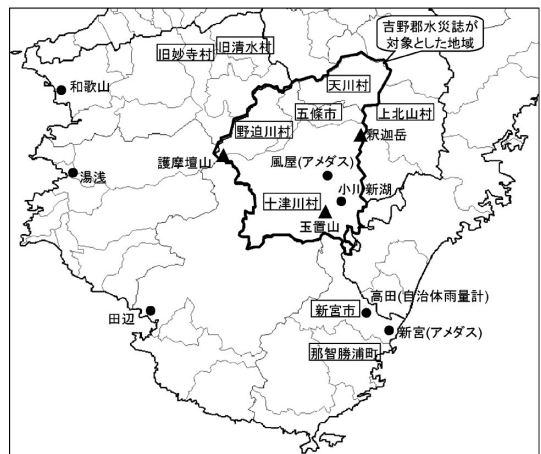 吉野郡水災誌が
対象とした地域
旧妙寺村
旧清水村
和歌山
天川村
五條市
上北山村
野迫川村
釈迦岳
護摩壇山
風屋(アメダス)
湯浅
小川新湖
十津川村
玉置山
高田(自治体雨量計)
新宮市
田辺
新宮(アメダス)
那智勝浦町